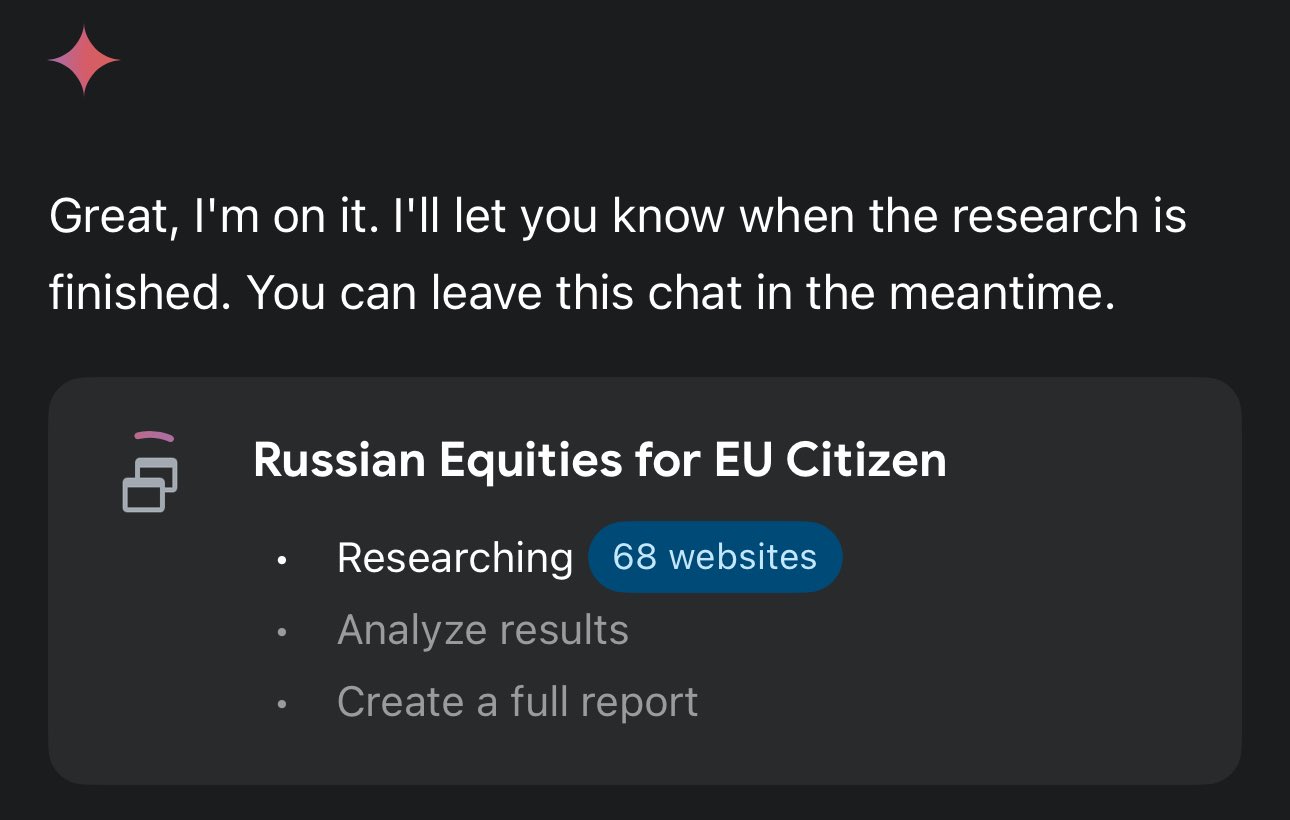 Great, I'm on it. I'll let you know when the research is
finished. You can leave this chat in the meantime.
Russian Equities for EU Citizen
• Researching 68 websites
• Analyze results
• Create a full report